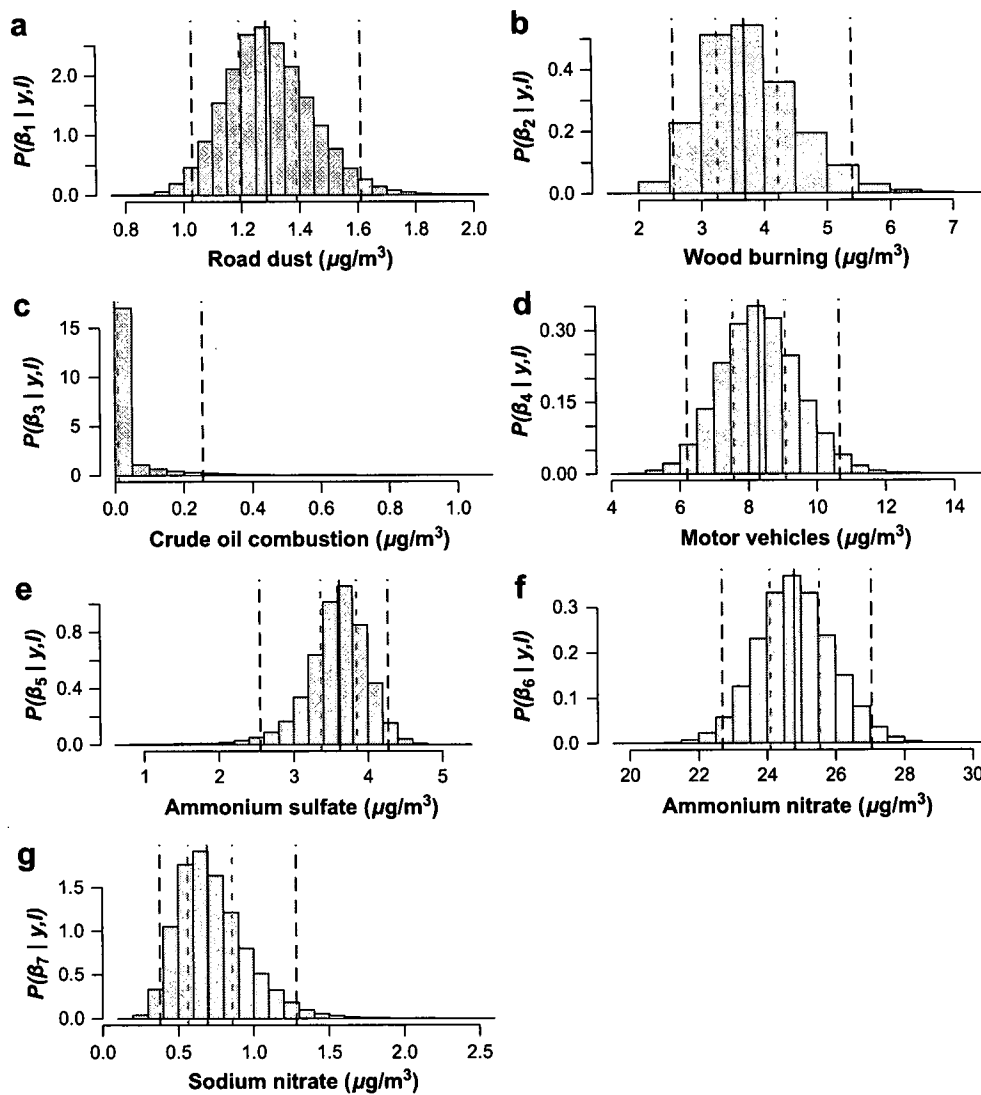 a
P(β1 | y,I)
2.0
1.0
0.0
0.8 1.0 1.2 1.4 1.6 1.8 2.0
Road dust (µg/m³)
b
P(β2 | y,I)
0.4
0.2
0.0
2 3 4 5 6 7
Wood burning (µg/m³)
c
P(β3 | y,I)
15
10
5
0
0.0 0.2 0.4 0.6 0.8 1.0
Crude oil combustion (µg/m³)
d
P(β4 | y,I)
0.30
0.15
0.00
4 6 8 10 12 14
Motor vehicles (µg/m³)
e
P(β5 | y,I)
0.8
0.4
0.0
1 2 3 4 5
Ammonium sulfate (µg/m³)
f
P(β6 | y,I)
0.3
0.2
0.1
0.0
20 22 24 26 28 30
Ammonium nitrate (µg/m³)
g
P(β7 | y,I)
1.5
1.0
0.5
0.0
0.0 0.5 1.0 1.5 2.0 2.5
Sodium nitrate (µg/m³)